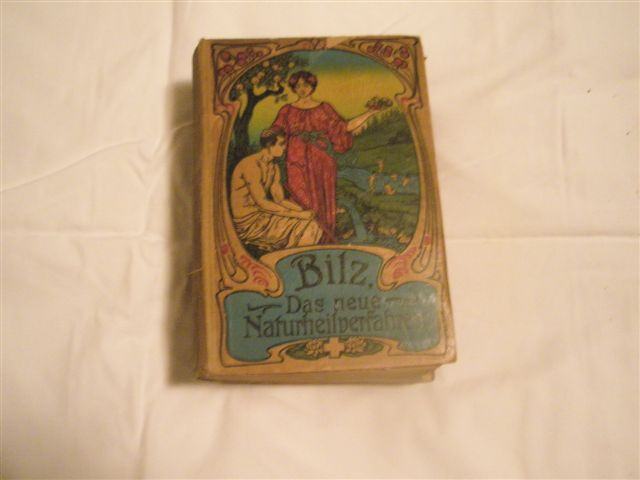 Bilz,
Das neue
Naturheilverfahren